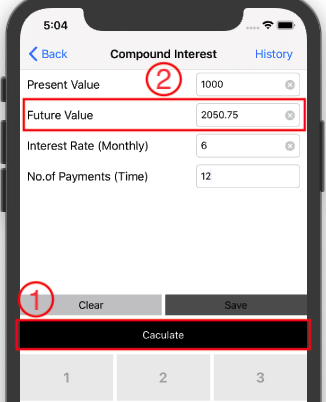 5:04
Back Compound Interest History
2
Present Value 1000
Future Value 2050.75
Interest Rate (Monthly) 6
No.of Payments (Time) 12
1
Clear Save
Caculate
1 2 3